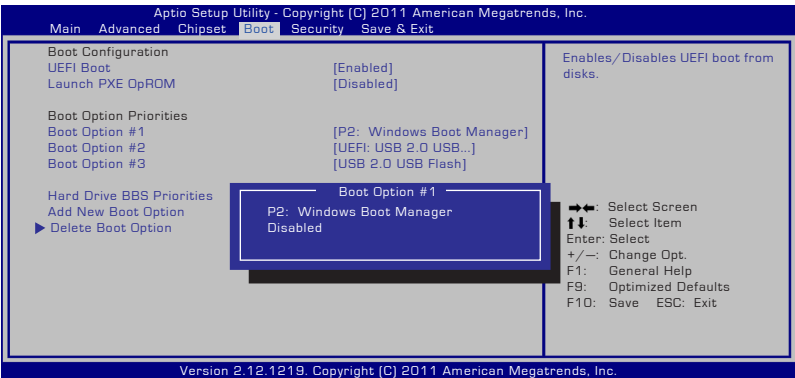 Aptio Setup Utility - Copyright (C) 2011 American Megatrends, Inc.
Main Advanced Chipset Boot Security Save & Exit
Boot Configuration
UEFI Boot [Enabled]
Launch PXE OpROM [Disabled]
Boot Option Priorities
Boot Option #1 [P2: Windows Boot Manager]
Boot Option #2 [UEFI: USB 2.0 USB...]
Boot Option #3 [USB 2.0 USB Flash]
Hard Drive BBS Priorities
Add New Boot Option
Delete Boot Option
Boot Option #1
P2: Windows Boot Manager
Disabled
Enables/Disables UEFI boot from
disks.
→←: Select Screen
↑↓: Select Item
Enter: Select
+/—: Change Opt.
F1: General Help
F9: Optimized Defaults
F10: Save ESC: Exit
Version 2.12.1219. Copyright (C) 2011 American Megatrends, Inc.